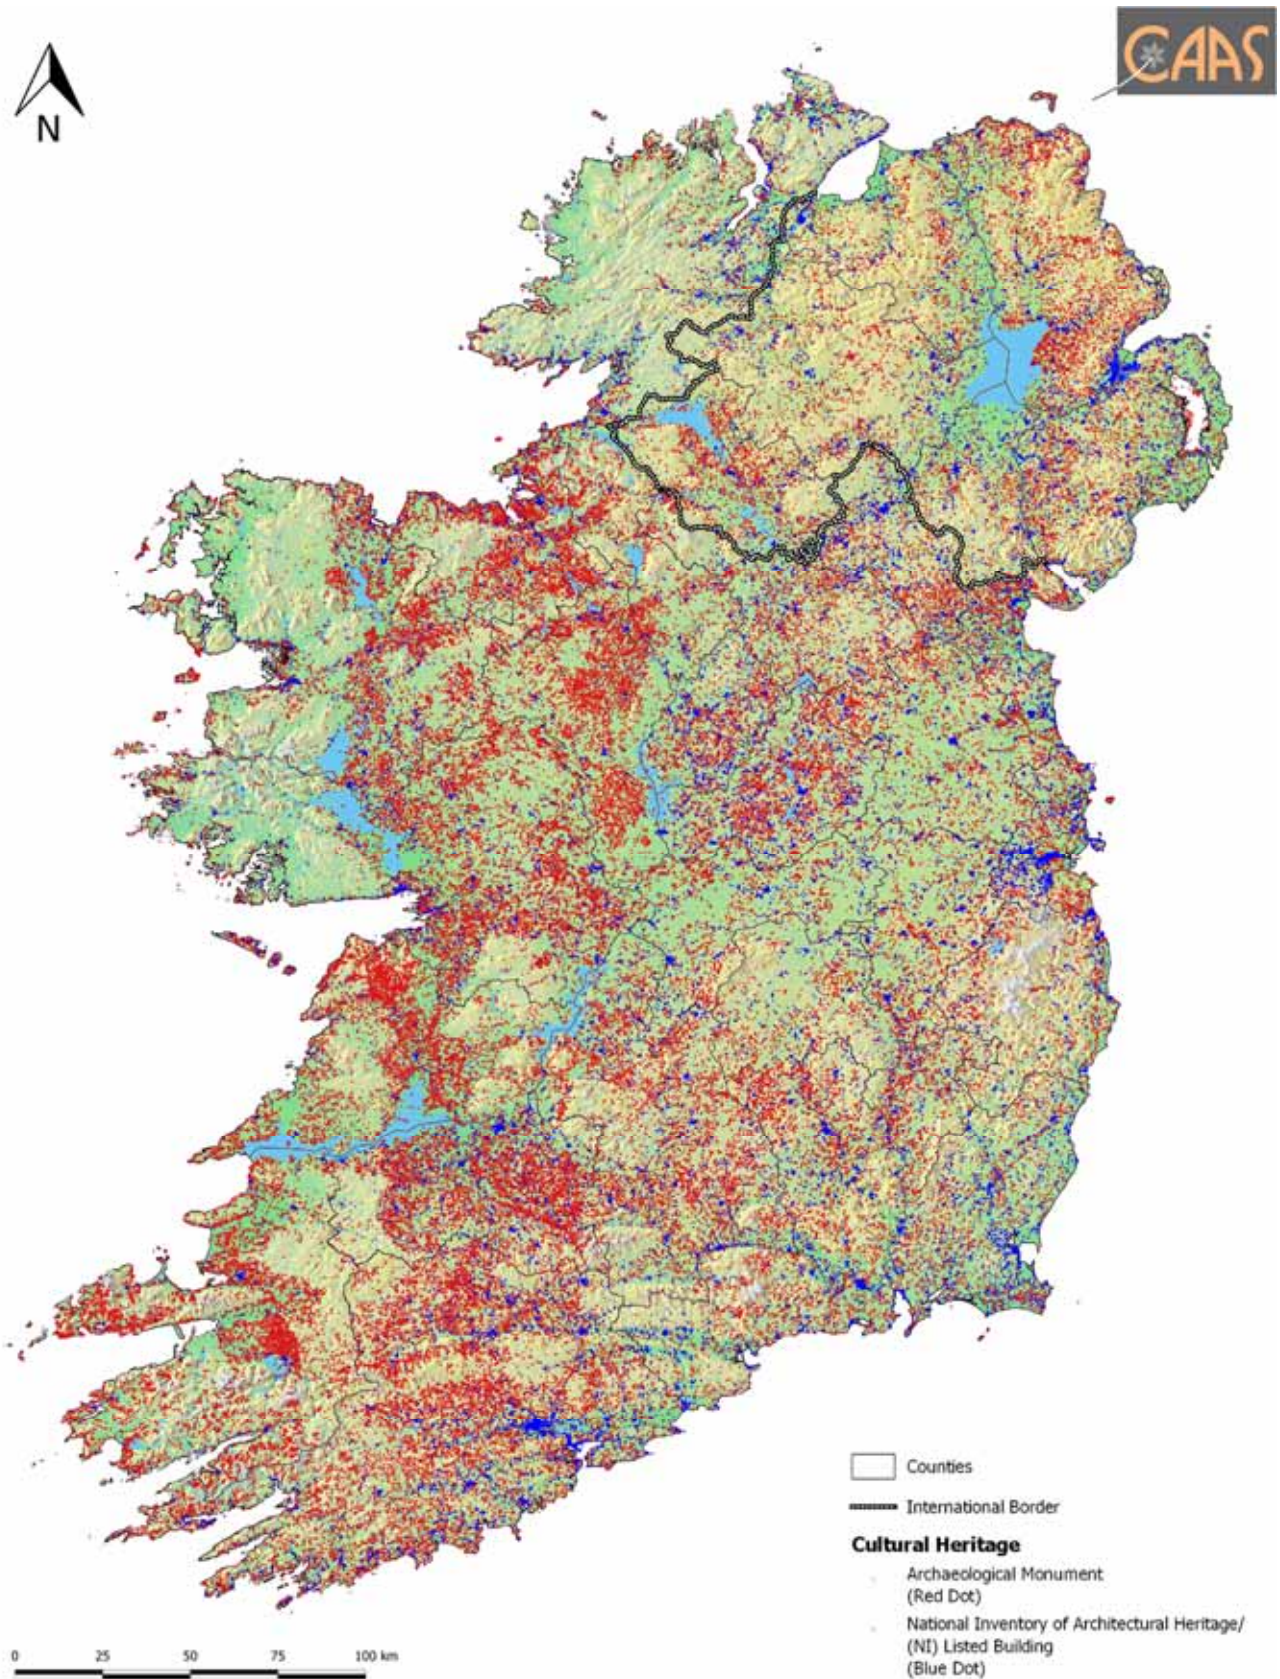 CAAS
N
Counties
International Border
Cultural Heritage
Archaeological Monument
(Red Dot)
National Inventory of Architectural Heritage/
(NI) Listed Building
(Blue Dot)
0 25 50 75 100 km